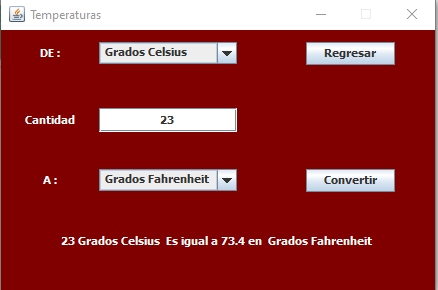 Temperaturas
DE : Grados Celsius Regresar
Cantidad 23
A : Grados Fahrenheit Convertir
23 Grados Celsius  Es igual a 73.4 en  Grados Fahrenheit